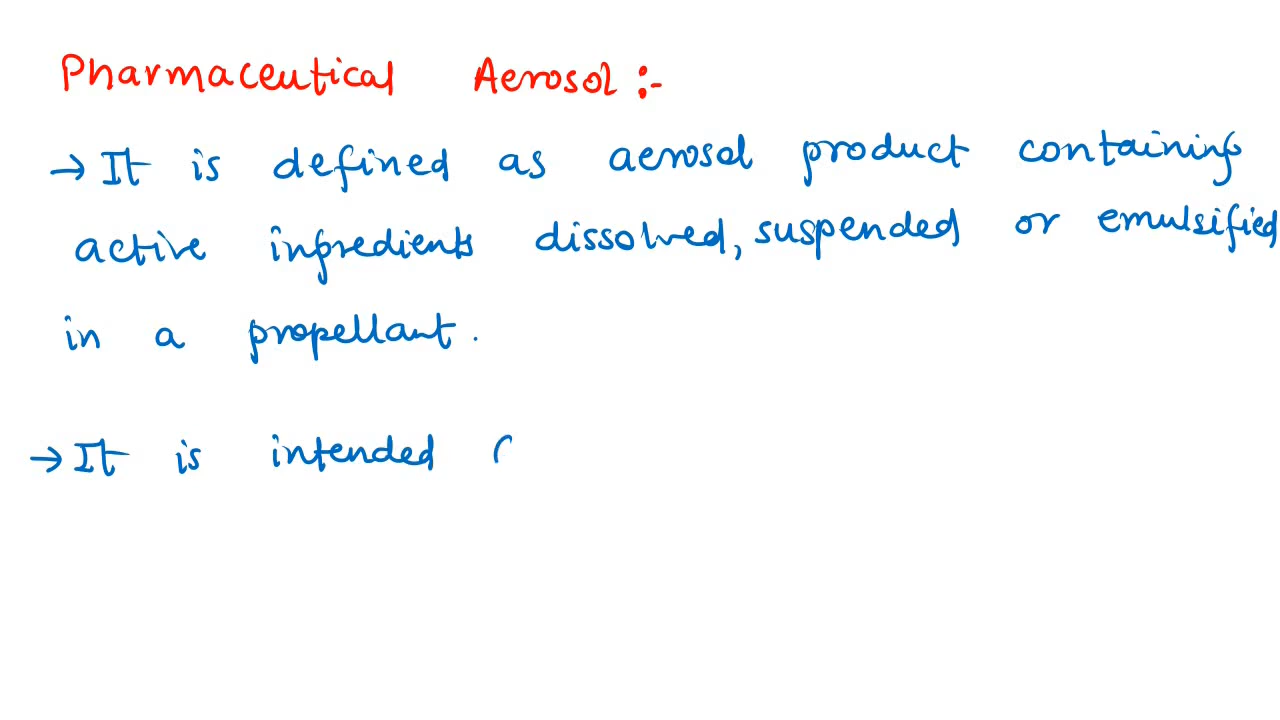 Pharmaceutical Aerosol :-
→ It is defined as aerosol product containing
active ingredients dissolved, suspended or emulsified
in a propellant.
→ It is intended